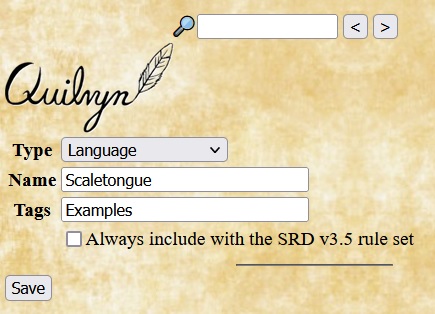 < >
Quilvyn
Type Language
Name Scaletongue
Tags Examples
Always include with the SRD v3.5 rule set
Save